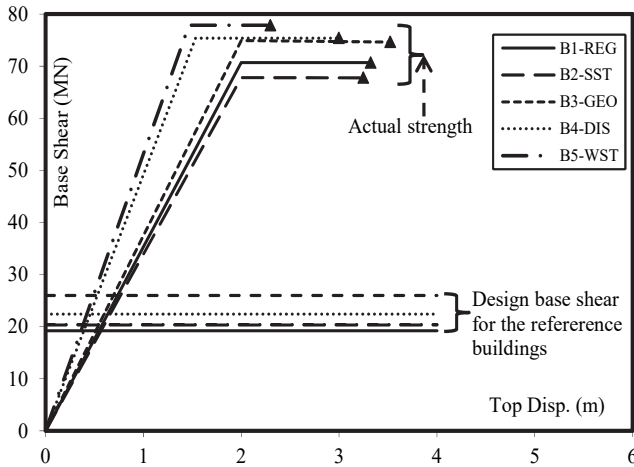 80
70
60
50
40
30
20
10
0
Base Shear (MN)
B1-REG
B2-SST
B3-GEO
B4-DIS
B5-WST
Actual strength
Design base shear
for the refererence
buildings
Top Disp. (m)
0 1 2 3 4 5 6